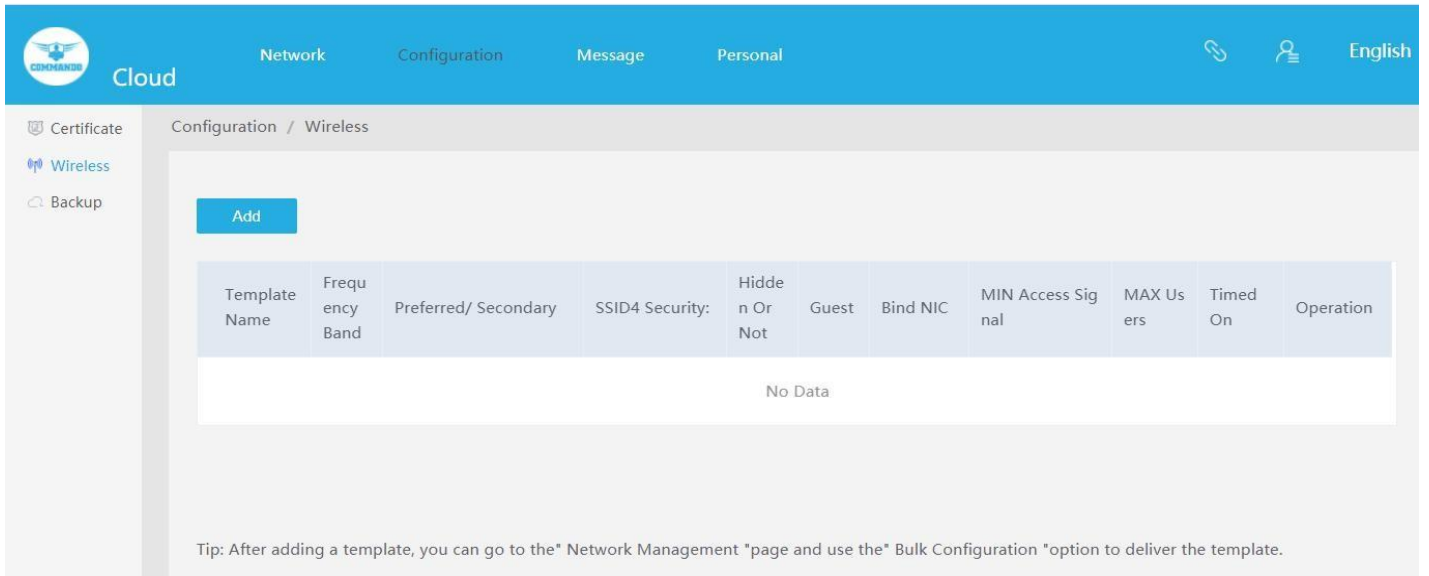 COMMANDO
Cloud
Network Configuration Message Personal English
Certificate
Wireless
Backup
Configuration / Wireless
Add
Template
Name
Frequ
ency
Band
Preferred/ Secondary
SSID4 Security:
Hidde
n Or
Not
Guest
Bind NIC
MIN Access Sig
nal
MAX Us
ers
Timed
On
Operation
No Data
Tip: After adding a template, you can go to the" Network Management "page and use the" Bulk Configuration "option to deliver the template.